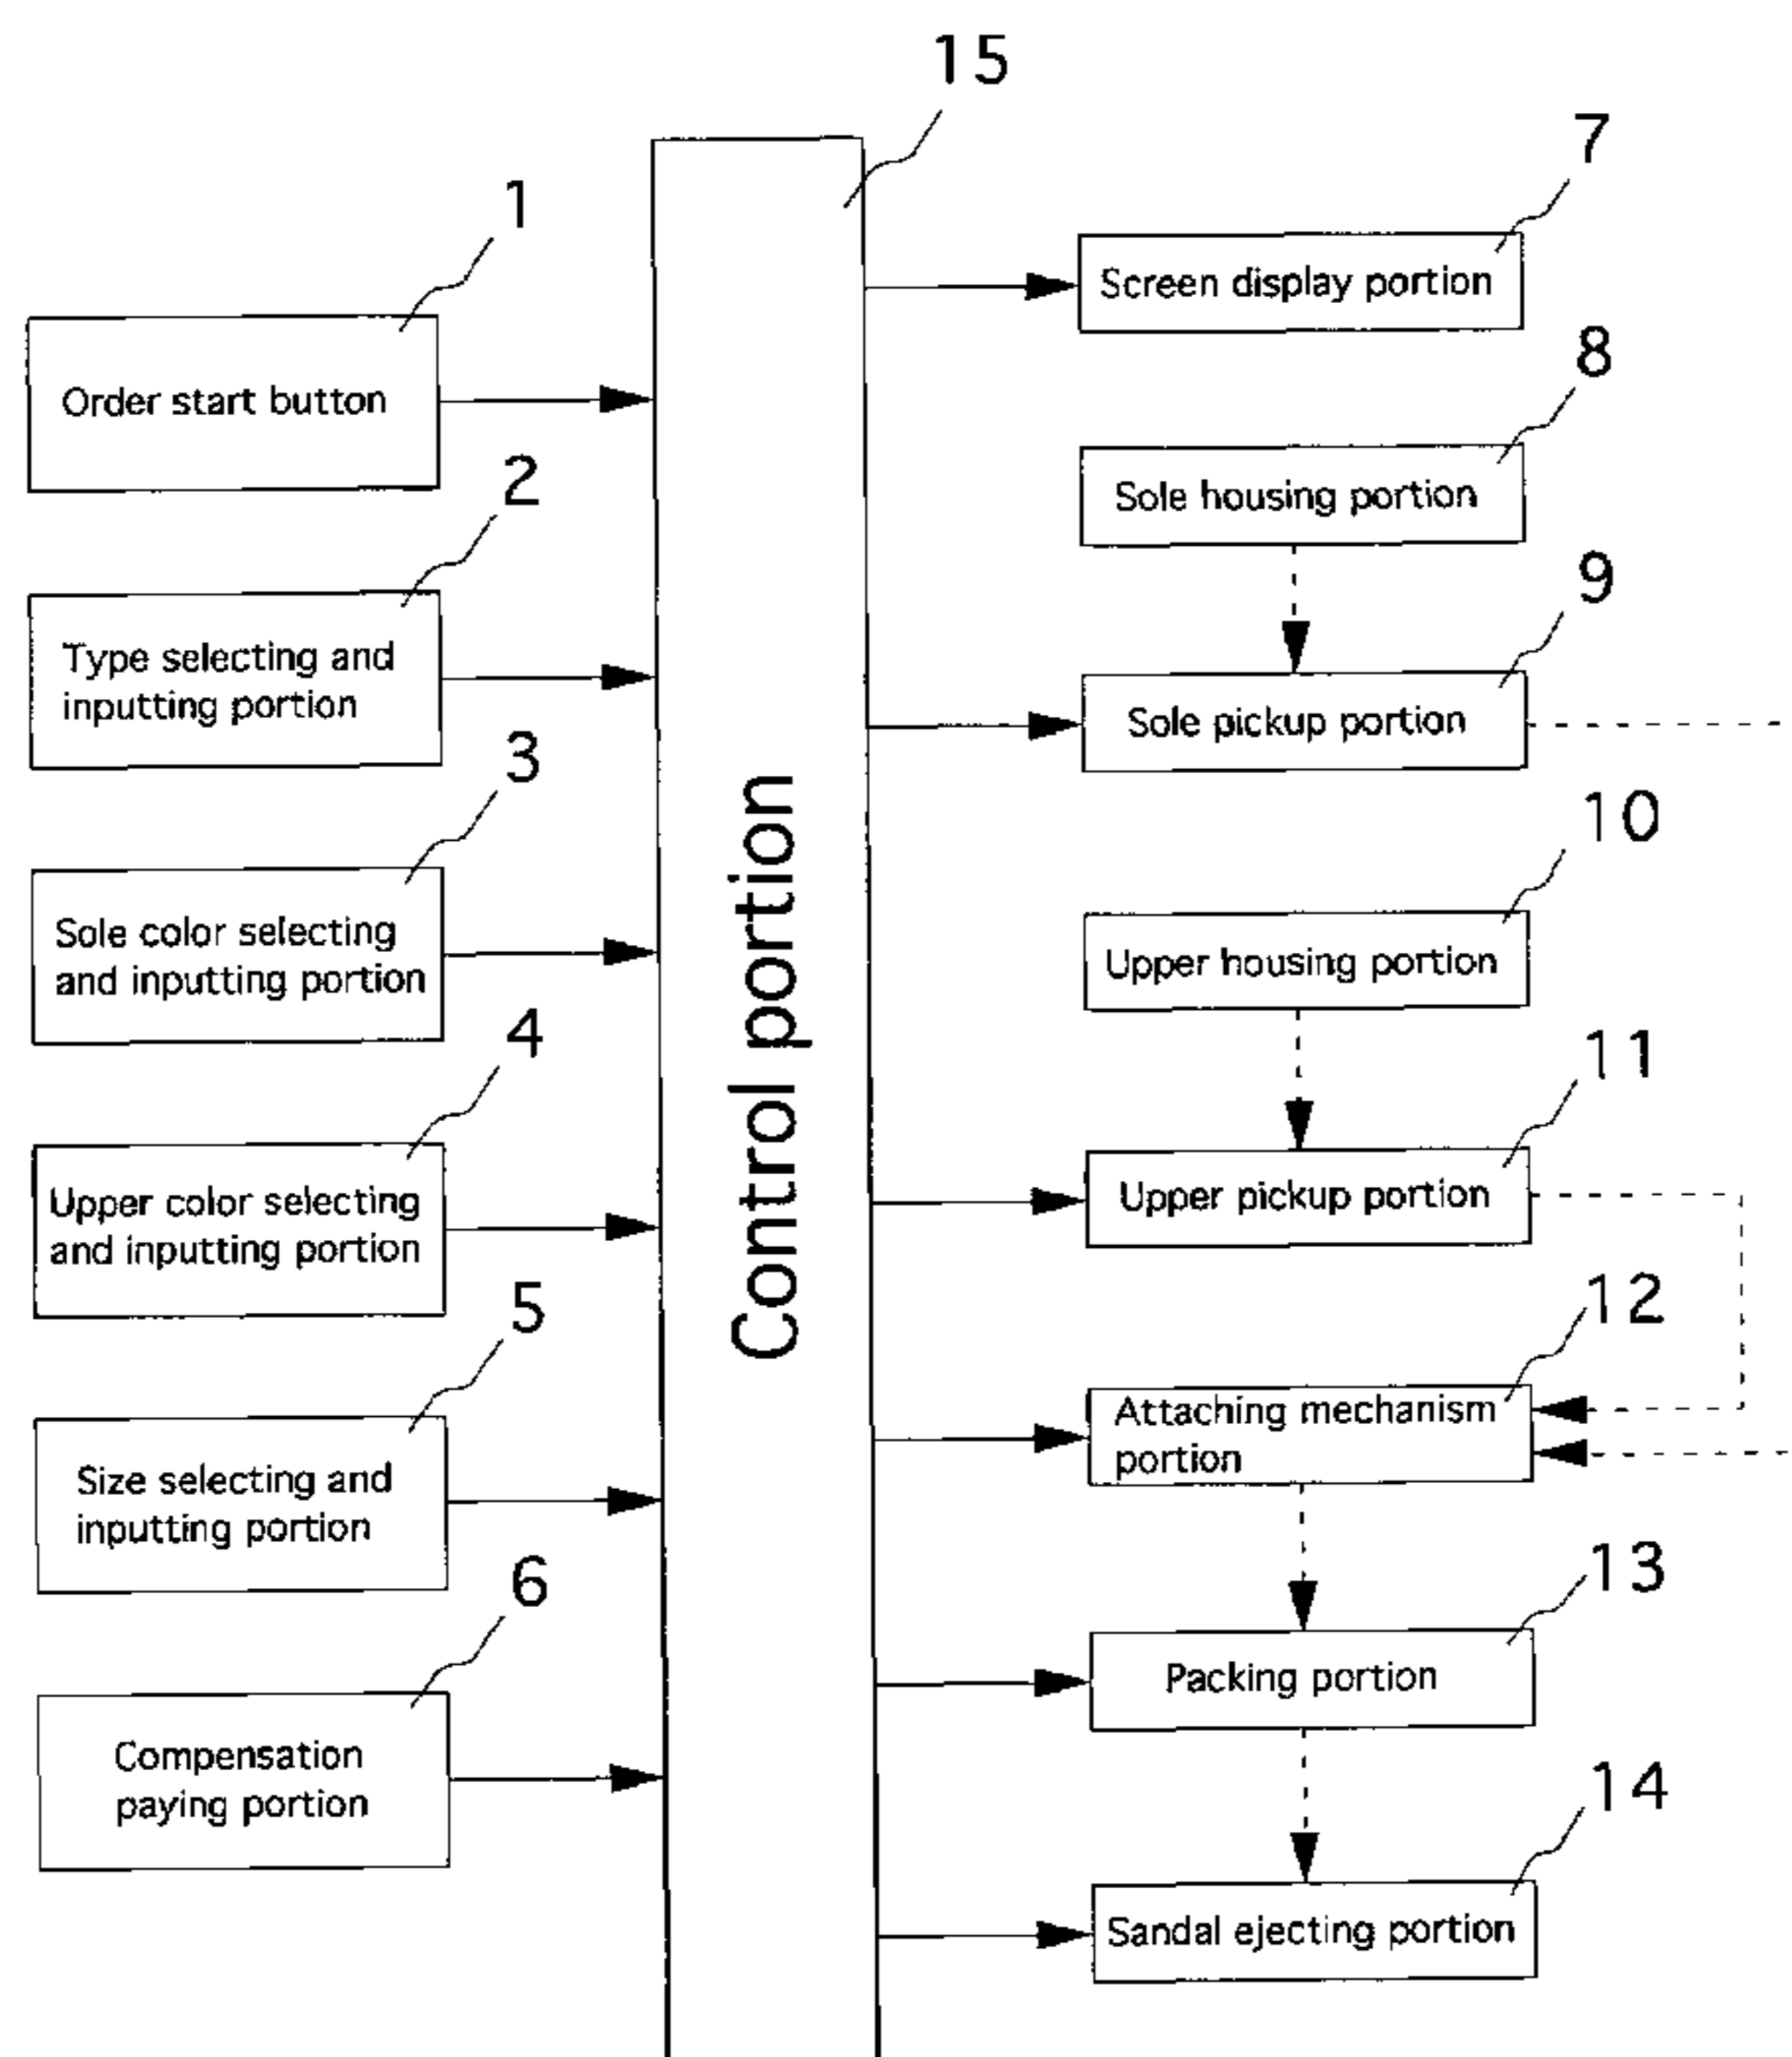 15
1
Order start button
2
Type selecting and
inputting portion
3
Sole color selecting
and inputting portion
4
Upper color selecting
and inputting portion
5
Size selecting and
inputting portion
6
Compensation
paying portion
Control portion
7
Screen display portion
8
Sole housing portion
9
Sole pickup portion
10
Upper housing portion
11
Upper pickup portion
12
Attaching mechanism
portion
13
Packing portion
14
Sandal ejecting portion